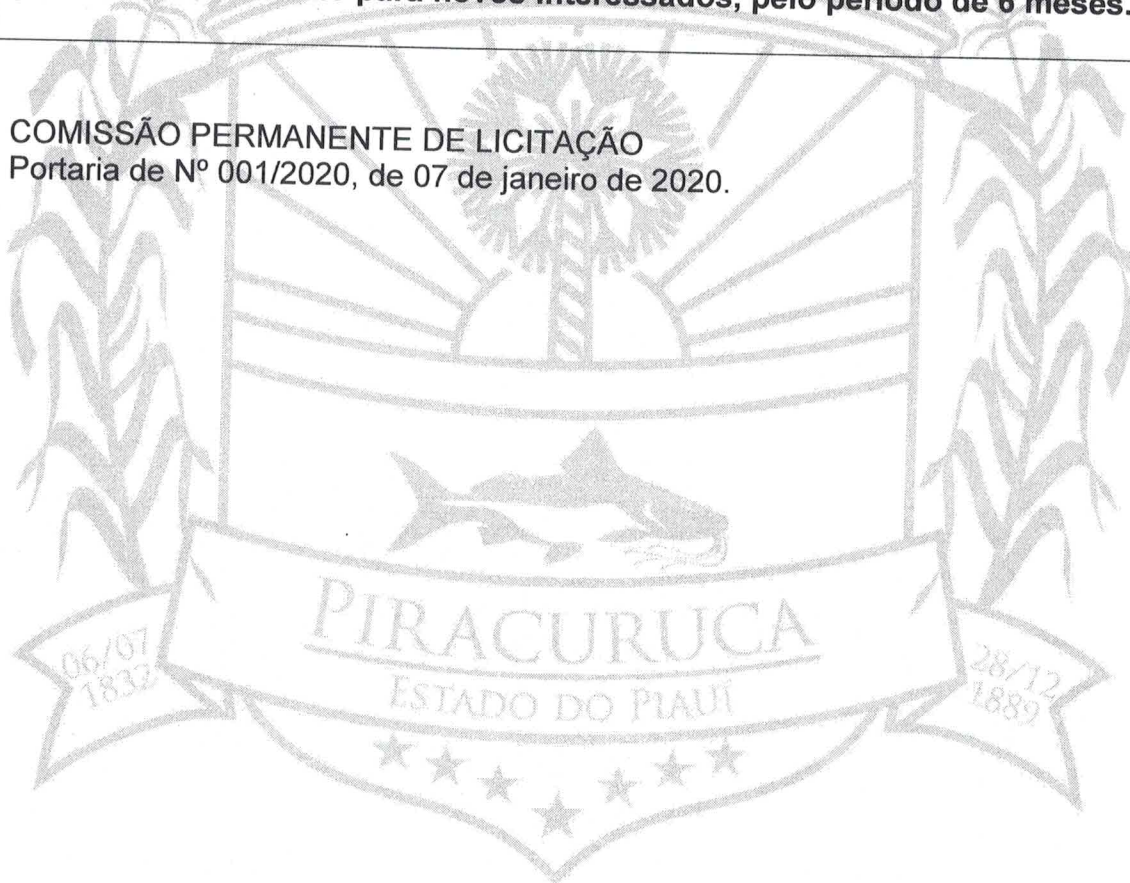 para novos interessados, pelo período de 6 meses.
COMISSÃO PERMANENTE DE LICITAÇÃO
Portaria de Nº 001/2020, de 07 de janeiro de 2020.
PIRACURUCA
ESTADO DO PIAUÍ
06/07
1832
28/12
1889